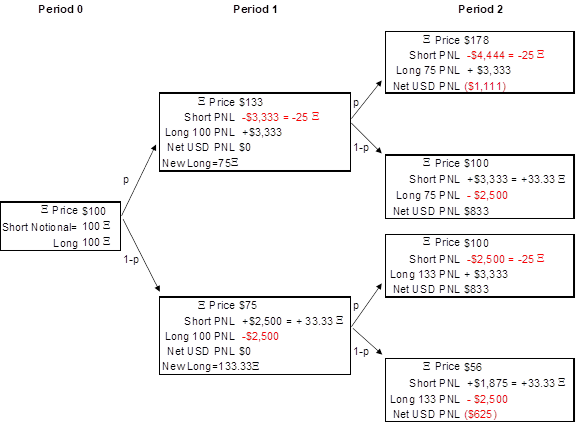 Period 0
Period 1
Period 2
Ξ Price $100
Short Notional= 100 Ξ
Long 100 Ξ
p
1-p
Ξ Price $133
Short PNL -$3,333 = -25 Ξ
Long 100 PNL +$3,333
Net USD PNL $0
New Long=75Ξ
p
1-p
Ξ Price $75
Short PNL +$2,500 = + 33.33 Ξ
Long 100 PNL -$2,500
Net USD PNL $0
New Long=133.33Ξ
p
1-p
Ξ Price $178
Short PNL -$4,444 = -25 Ξ
Long 75 PNL + $3,333
Net USD PNL ($1,111)
Ξ Price $100
Short PNL +$3,333 = +33.33 Ξ
Long 75 PNL - $2,500
Net USD PNL $833
Ξ Price $100
Short PNL -$2,500 = -25 Ξ
Long 133 PNL + $3,333
Net USD PNL $833
Ξ Price $56
Short PNL +$1,875 = +33.33 Ξ
Long 133 PNL - $2,500
Net USD PNL ($625)